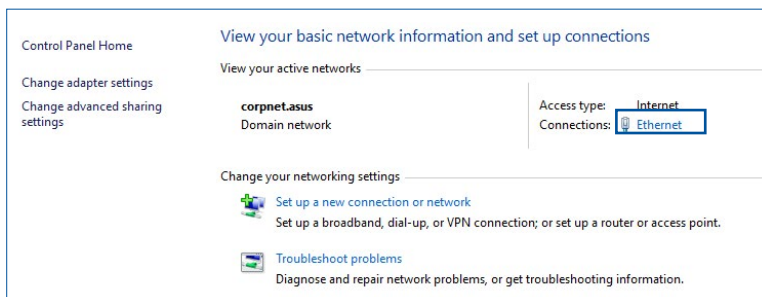 Control Panel Home
Change adapter settings
Change advanced sharing
settings
View your basic network information and set up connections
View your active networks
corpnet.asus
Domain network
Access type: Internet
Connections: Ethernet
Change your networking settings
Set up a new connection or network
Set up a broadband, dial-up, or VPN connection; or set up a router or access point.
Troubleshoot problems
Diagnose and repair network problems, or get troubleshooting information.